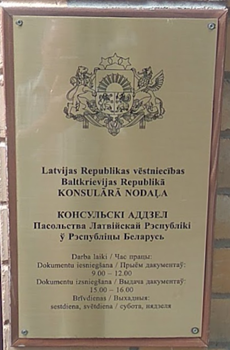 Latvijas Republikas vēstniecības
Baltkrievijas Republikā
KONSULĀRĀ NODAĻA
КОНСУЛЬСКІ АДДЗЕЛ
Пасольства Латвійскай Рэспублікі
ў Рэспубліцы Беларусь
Darba laiki / Час працы:
Dokumentu iesniegšana / Прыём дакументаў:
9.00 – 12.00
Dokumentu izsniegšana / Выдача дакументаў:
15.00 – 16.00
Brīvdienas / Выхадныя:
sestdiena, svētdiena / субота, нядзеля